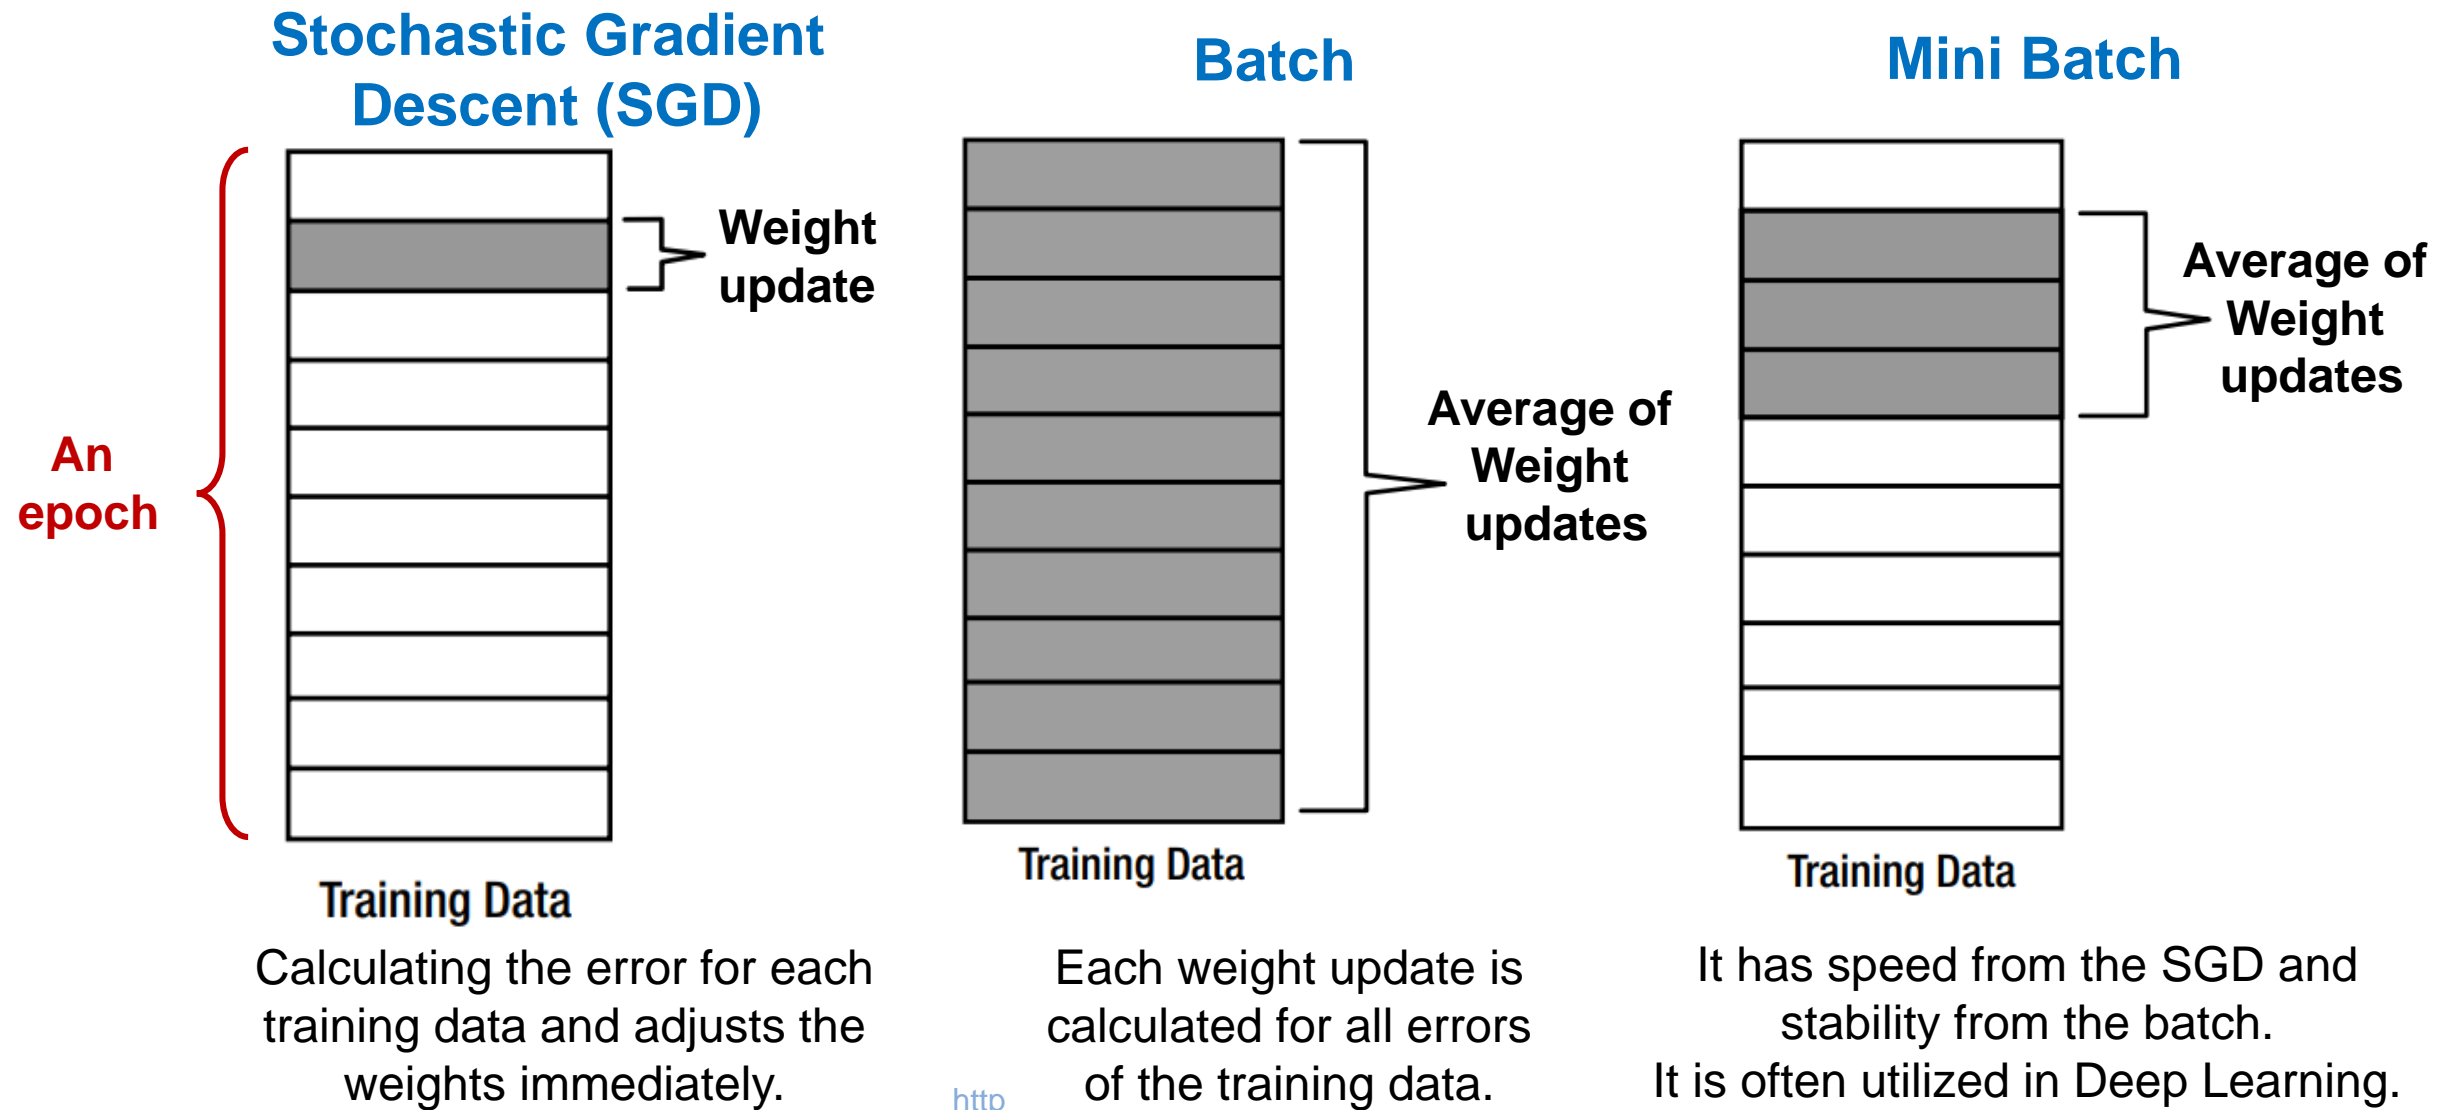 Stochastic Gradient
Descent (SGD)
An
epoch
Weight
update
Training Data
Calculating the error for each
training data and adjusts the
weights immediately.
Batch
Average of
Weight
updates
Training Data
Each weight update is
calculated for all errors
of the training data.
http
Mini Batch
Average of
Weight
updates
Training Data
It has speed from the SGD and
stability from the batch.
It is often utilized in Deep Learning.